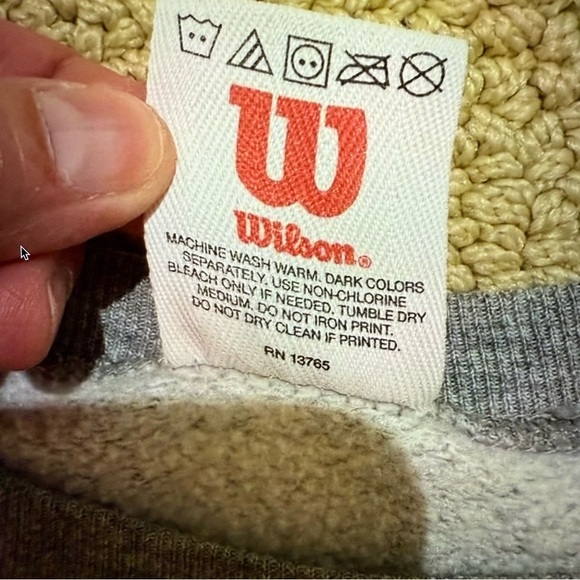 W
Wilson®
MACHINE WASH WARM. DARK COLORS
SEPARATELY. USE NON-CHLORINE
BLEACH ONLY IF NEEDED. TUMBLE DRY
MEDIUM. DO NOT IRON PRINT.
DO NOT DRY CLEAN IF PRINTED.
RN 13765